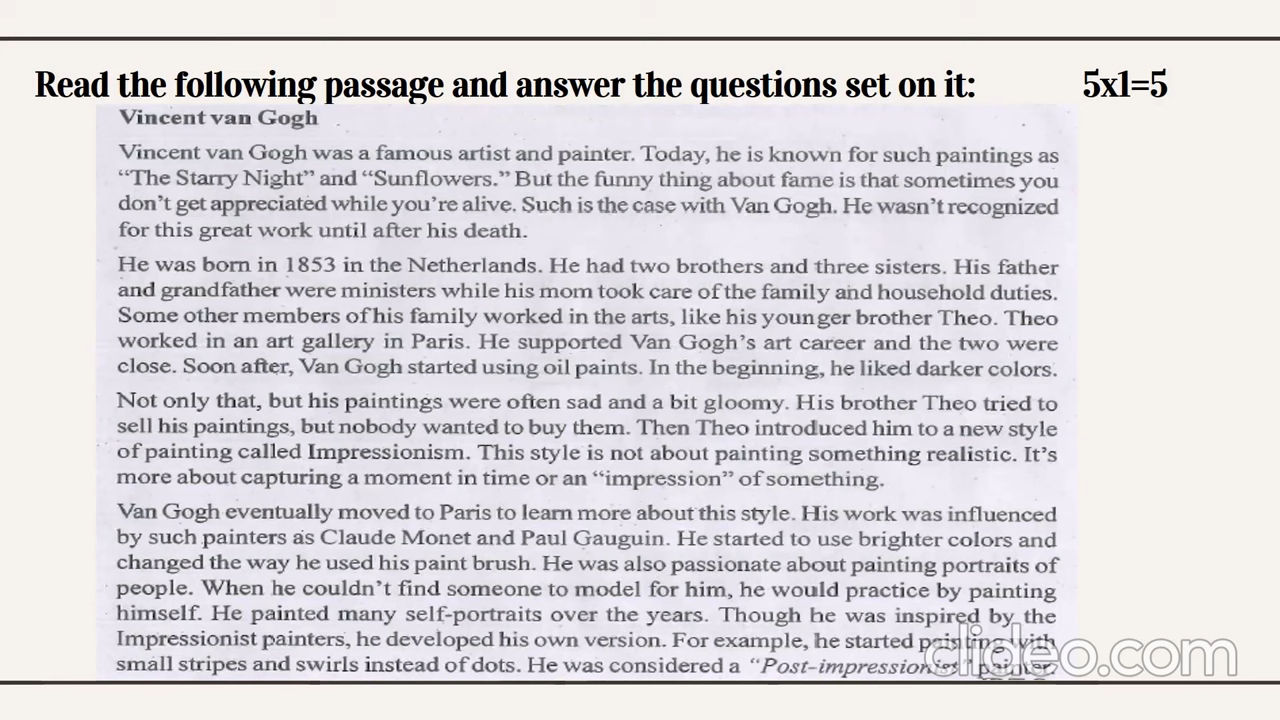 Read the following passage and answer the questions set on it: 5x1=5
Vincent van Gogh
Vincent van Gogh was a famous artist and painter. Today, he is known for such paintings as
“The Starry Night” and “Sunflowers.” But the funny thing about fame is that sometimes you
don’t get appreciated while you’re alive. Such is the case with Van Gogh. He wasn’t recognized
for this great work until after his death.
He was born in 1853 in the Netherlands. He had two brothers and three sisters. His father
and grandfather were ministers while his mom took care of the family and household duties.
Some other members of his family worked in the arts, like his younger brother Theo. Theo
worked in an art gallery in Paris. He supported Van Gogh’s art career and the two were
close. Soon after, Van Gogh started using oil paints. In the beginning, he liked darker colors.
Not only that, but his paintings were often sad and a bit gloomy. His brother Theo tried to
sell his paintings, but nobody wanted to buy them. Then Theo introduced him to a new style
of painting called Impressionism. This style is not about painting something realistic. It’s
more about capturing a moment in time or an “impression” of something.
Van Gogh eventually moved to Paris to learn more about this style. His work was influenced
by such painters as Claude Monet and Paul Gauguin. He started to use brighter colors and
changed the way he used his paint brush. He was also passionate about painting portraits of
people. When he couldn’t find someone to model for him, he would practice by painting
himself. He painted many self-portraits over the years. Though he was inspired by the
Impressionist painters, he developed his own version. For example, he started painting with
small stripes and swirls instead of dots. He was considered a “Post-impressionist” painter.
clideo.com